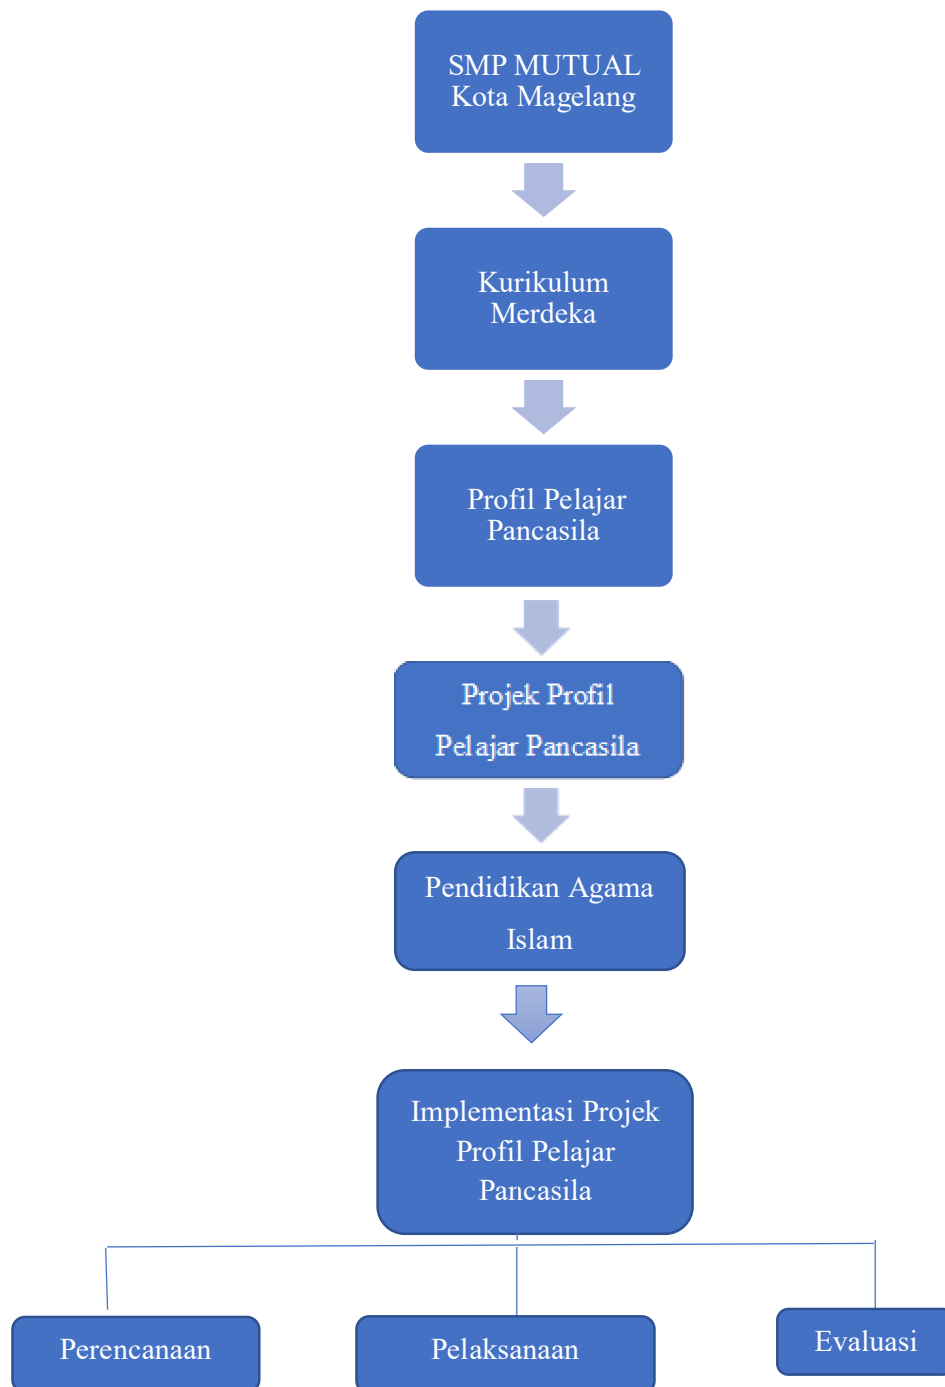 SMP MUTUAL
Kota Magelang
Kurikulum
Merdeka
Profil Pelajar
Pancasila
Projek Profil
Pelajar Pancasila
Pendidikan Agama
Islam
Implementasi Projek
Profil Pelajar
Pancasila
Perencanaan
Pelaksanaan
Evaluasi